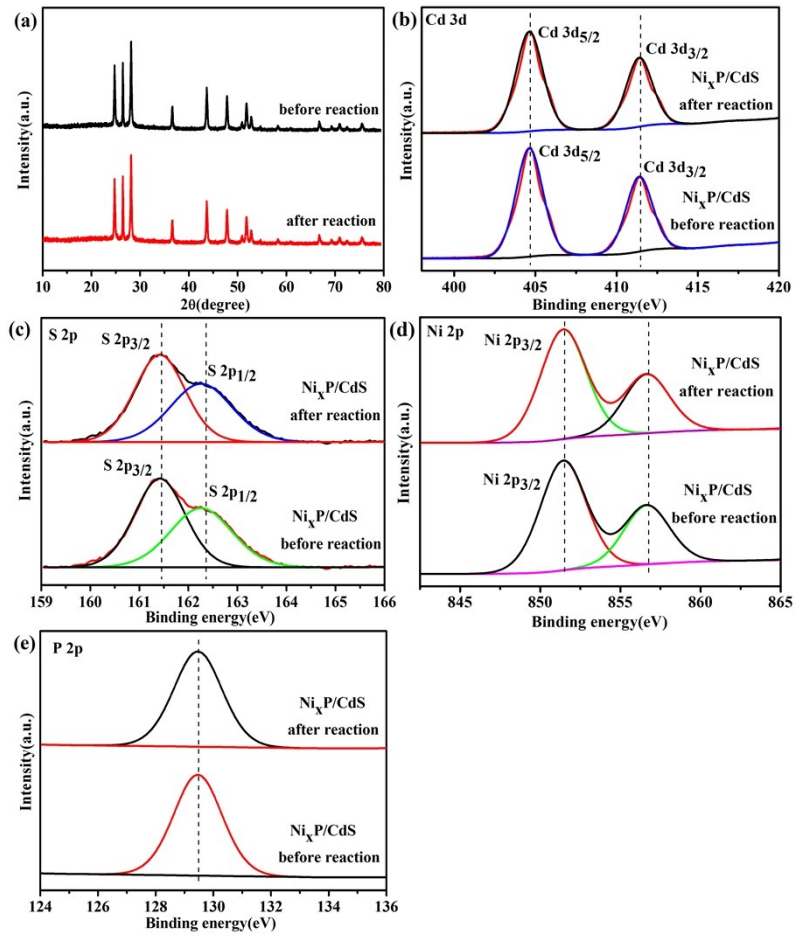 (a)
before reaction
after reaction
Intensity(a.u.)
10 20 30 40 50 60 70 80
2θ(degree)
(b)
Cd 3d
Cd 3d5/2
Cd 3d3/2
NixP/CdS
after reaction
Cd 3d5/2
Cd 3d3/2
NixP/CdS
before reaction
Intensity(a.u.)
400 405 410 415 420
Binding energy(eV)
(c)
S 2p
S 2p3/2
S 2p1/2
NixP/CdS
after reaction
S 2p3/2
S 2p1/2
NixP/CdS
before reaction
Intensity(a.u.)
159 160 161 162 163 164 165 166
Binding energy(eV)
(d)
Ni 2p
Ni 2p3/2
NixP/CdS
after reaction
Ni 2p3/2
NixP/CdS
before reaction
Intensity(a.u.)
845 850 855 860 865
Binding energy(eV)
(e)
P 2p
NixP/CdS
after reaction
NixP/CdS
before reaction
Intensity(a.u.)
124 126 128 130 132 134 136
Binding energy(eV)